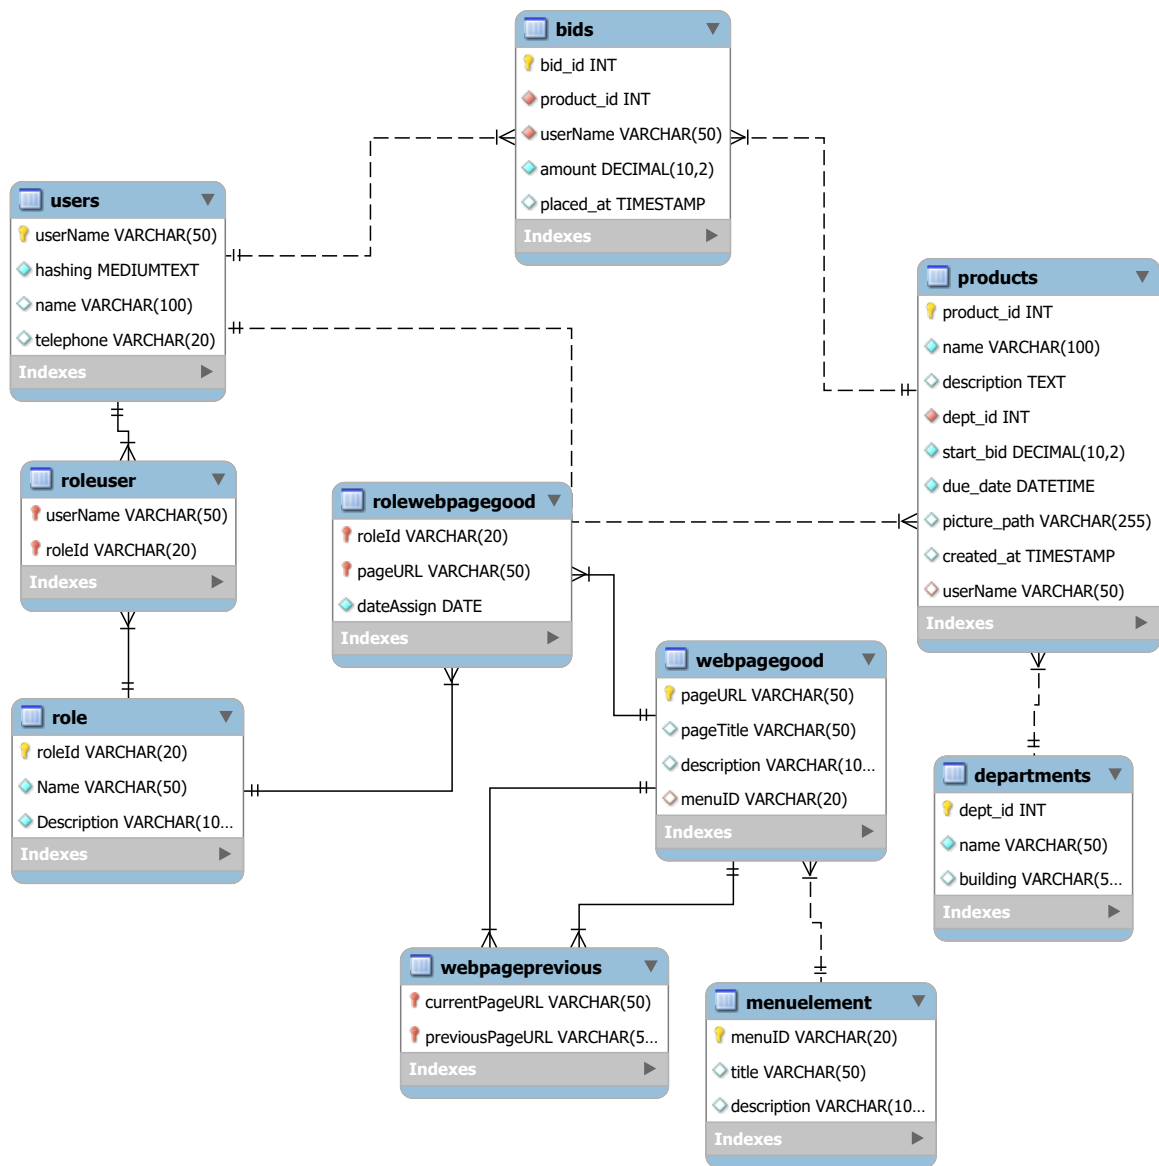 bids
bid_id INT
product_id INT
userName VARCHAR(50)
amount DECIMAL(10,2)
placed_at TIMESTAMP
Indexes
users
userName VARCHAR(50)
hashing MEDIUMTEXT
name VARCHAR(100)
telephone VARCHAR(20)
Indexes
products
product_id INT
name VARCHAR(100)
description TEXT
dept_id INT
start_bid DECIMAL(10,2)
due_date DATETIME
picture_path VARCHAR(255)
created_at TIMESTAMP
userName VARCHAR(50)
Indexes
roleuser
userName VARCHAR(50)
roleId VARCHAR(20)
Indexes
rolewebpagegood
roleId VARCHAR(20)
pageURL VARCHAR(50)
dateAssign DATE
Indexes
webpagegood
pageURL VARCHAR(50)
pageTitle VARCHAR(50)
description VARCHAR(10...
menuID VARCHAR(20)
Indexes
role
roleId VARCHAR(20)
Name VARCHAR(50)
Description VARCHAR(10...
Indexes
departments
dept_id INT
name VARCHAR(50)
building VARCHAR(5...
Indexes
webpageprevious
currentPageURL VARCHAR(50)
previousPageURL VARCHAR(5...
Indexes
menuelement
menuID VARCHAR(20)
title VARCHAR(50)
description VARCHAR(10...
Indexes